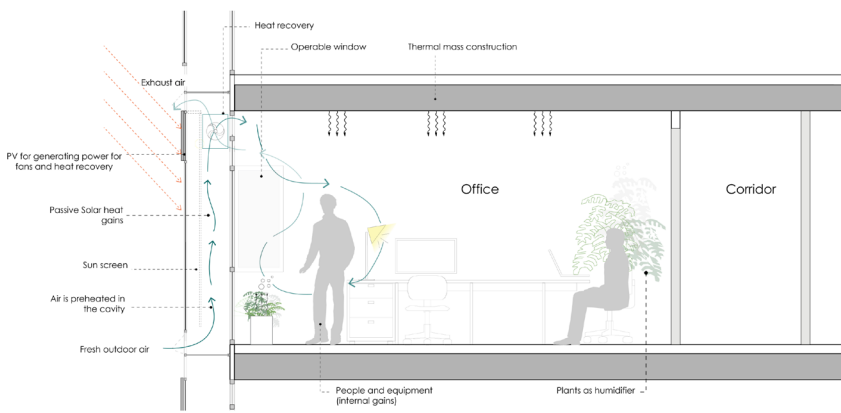 Heat recovery
Operable window
Thermal mass construction
Exhaust air
PV for generating power for
fans and heat recovery
Office
Corridor
Passive Solar heat
gains
Sun screen
Air is preheated in
the cavity
Fresh outdoor air
People and equipment
(internal gains)
Plants as humidifier